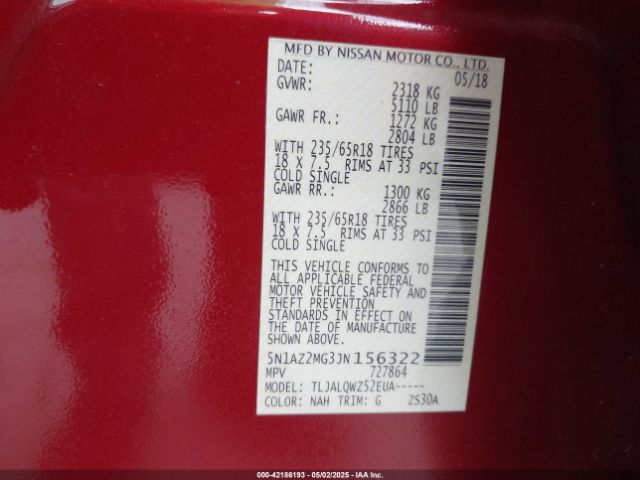 MFD BY NISSAN MOTOR CO., LTD.
DATE: 05/18
GVWR: 2318 KG
5110 LB
GAWR FR.: 1272 KG
2804 LB
WITH 235/65R18 TIRES
18 X 7.5 RIMS AT 33 PSI
COLD SINGLE
GAWR RR.: 1300 KG
2866 LB
WITH 235/65R18 TIRES
18 X 7.5 RIMS AT 33 PSI
COLD SINGLE
THIS VEHICLE CONFORMS TO
ALL APPLICABLE FEDERAL
MOTOR VEHICLE SAFETY AND
THEFT PREVENTION
STANDARDS IN EFFECT ON
THE DATE OF MANUFACTURE
SHOWN ABOVE.
5N1AZ2MG3JN156322
MPV 727864
MODEL: TLJALQWZ52EUA-----
COLOR: NAH TRIM: G ZS30A
000-42186193 - 05/02/2025 - IAA Inc.